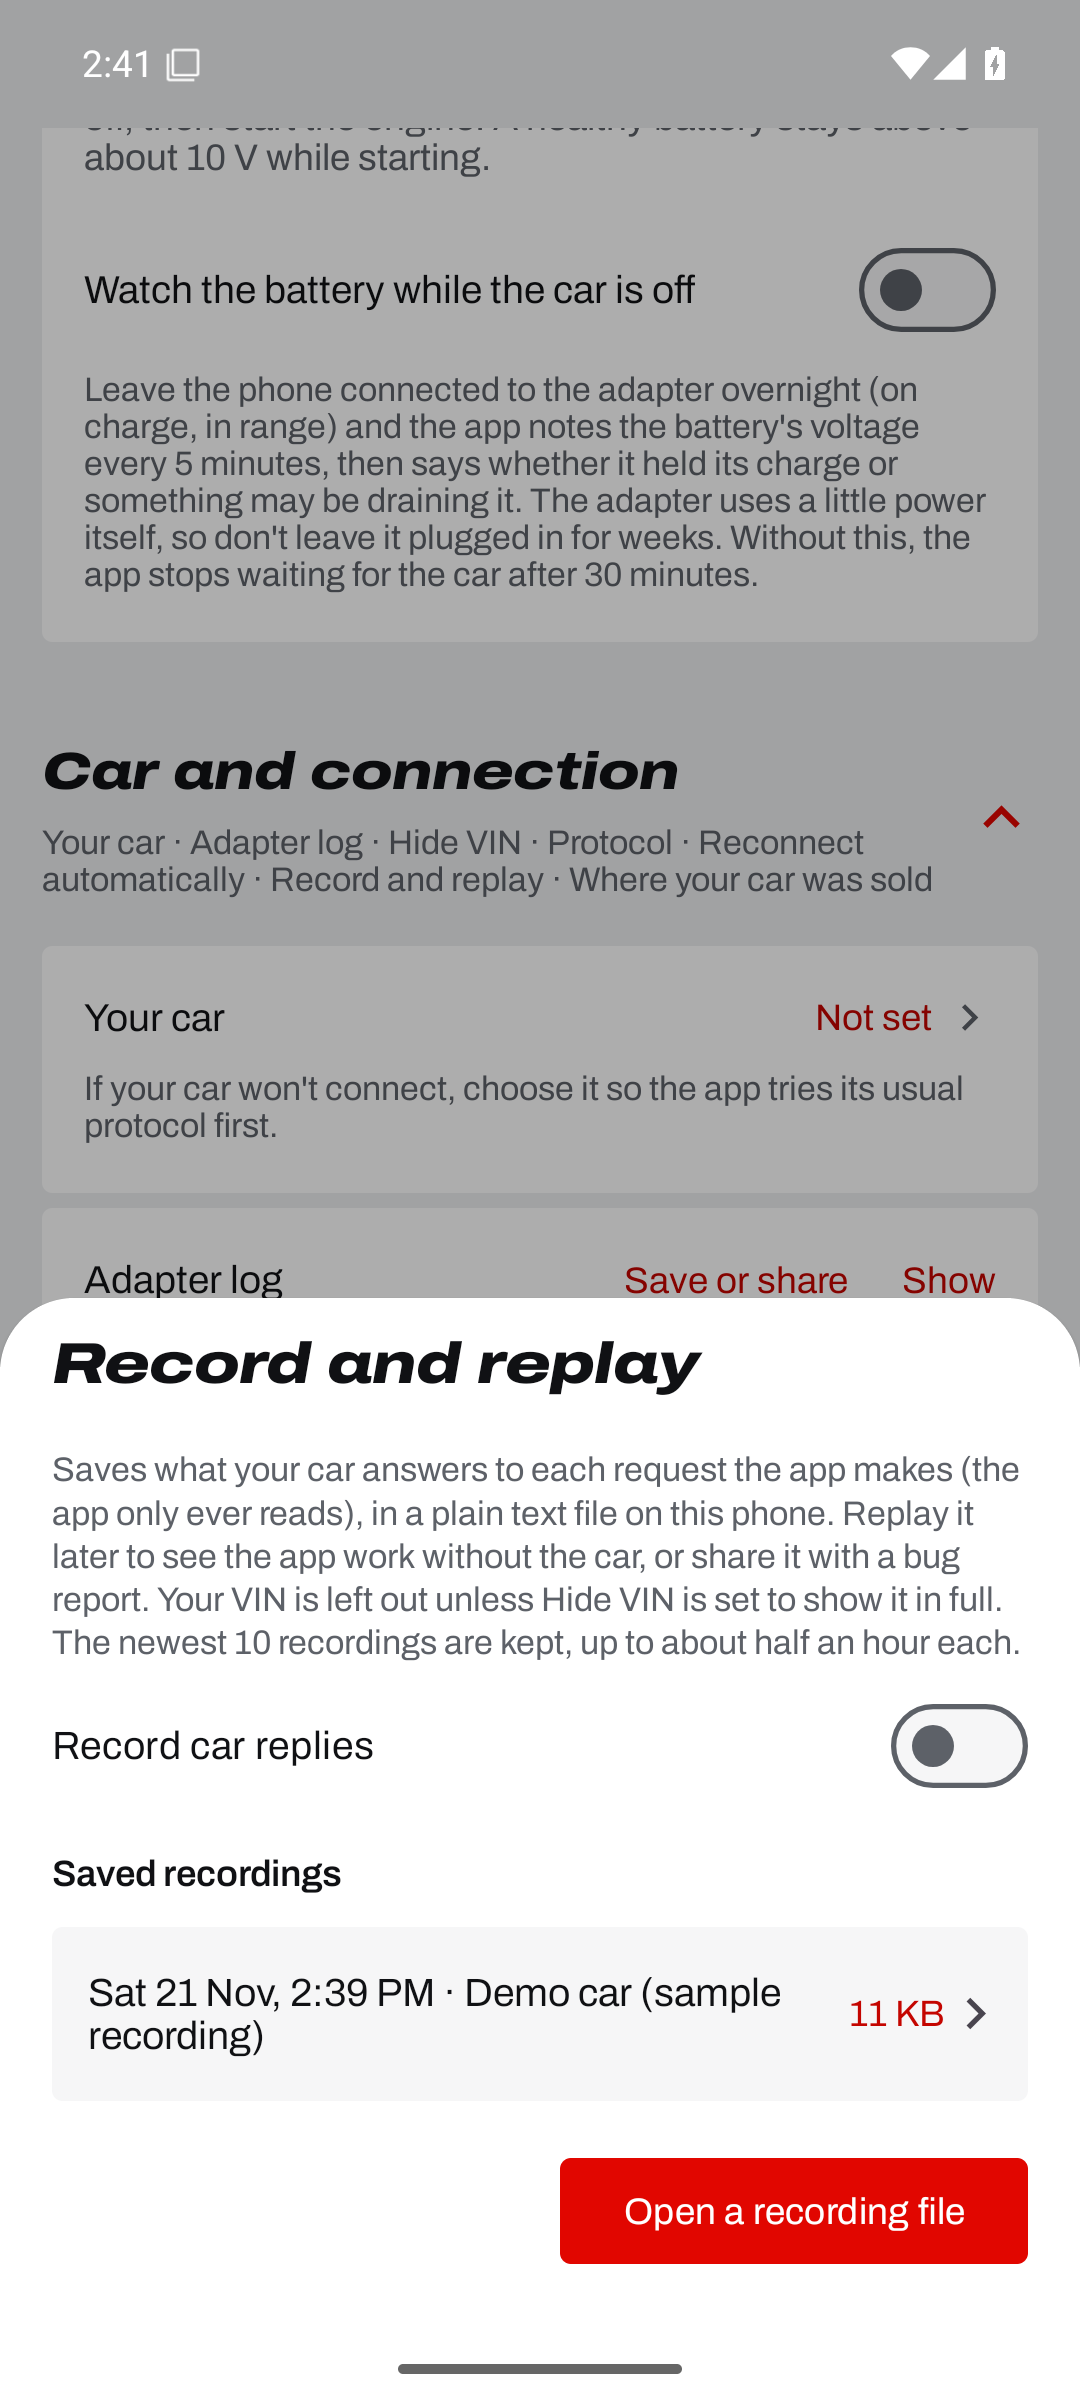 2:41
about 10 V while starting.
Watch the battery while the car is off
Leave the phone connected to the adapter overnight (on
charge, in range) and the app notes the battery's voltage
every 5 minutes, then says whether it held its charge or
something may be draining it. The adapter uses a little power
itself, so don't leave it plugged in for weeks. Without this, the
app stops waiting for the car after 30 minutes.
Car and connection
Your car · Adapter log · Hide VIN · Protocol · Reconnect
automatically · Record and replay · Where your car was sold
Your car Not set
If your car won't connect, choose it so the app tries its usual
protocol first.
Adapter log Save or share Show
Record and replay
Saves what your car answers to each request the app makes (the
app only ever reads), in a plain text file on this phone. Replay it
later to see the app work without the car, or share it with a bug
report. Your VIN is left out unless Hide VIN is set to show it in full.
The newest 10 recordings are kept, up to about half an hour each.
Record car replies
Saved recordings
Sat 21 Nov, 2:39 PM · Demo car (sample
recording) 11 KB
Open a recording file